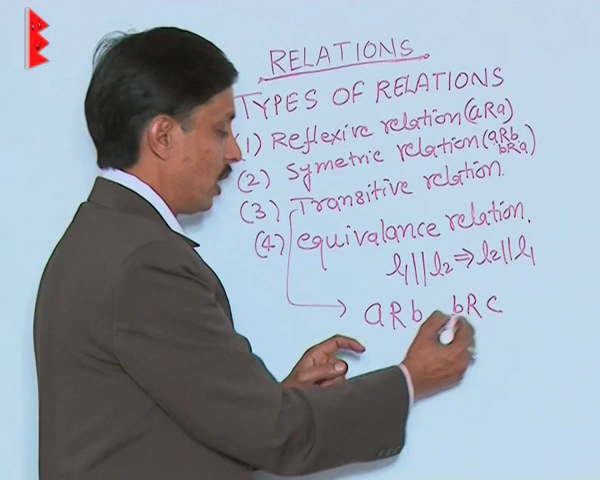 RELATIONS
TYPES OF RELATIONS
(1) Reflexive relation (aRa)
(2) Symetric relation (aRb
bRa)
(3) Transitive relation
(4) equivalance relation.
l₁||l₂ ⇒ l₂||l₁
aRb bRc